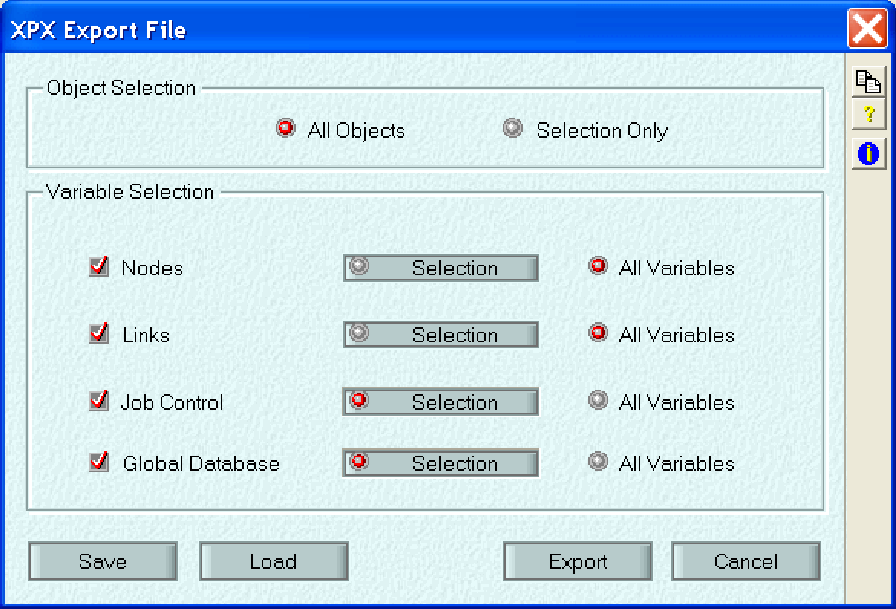 XPX Export File
Object Selection
All Objects Selection Only
Variable Selection
Nodes Selection All Variables
Links Selection All Variables
Job Control Selection All Variables
Global Database Selection All Variables
Save Load Export Cancel